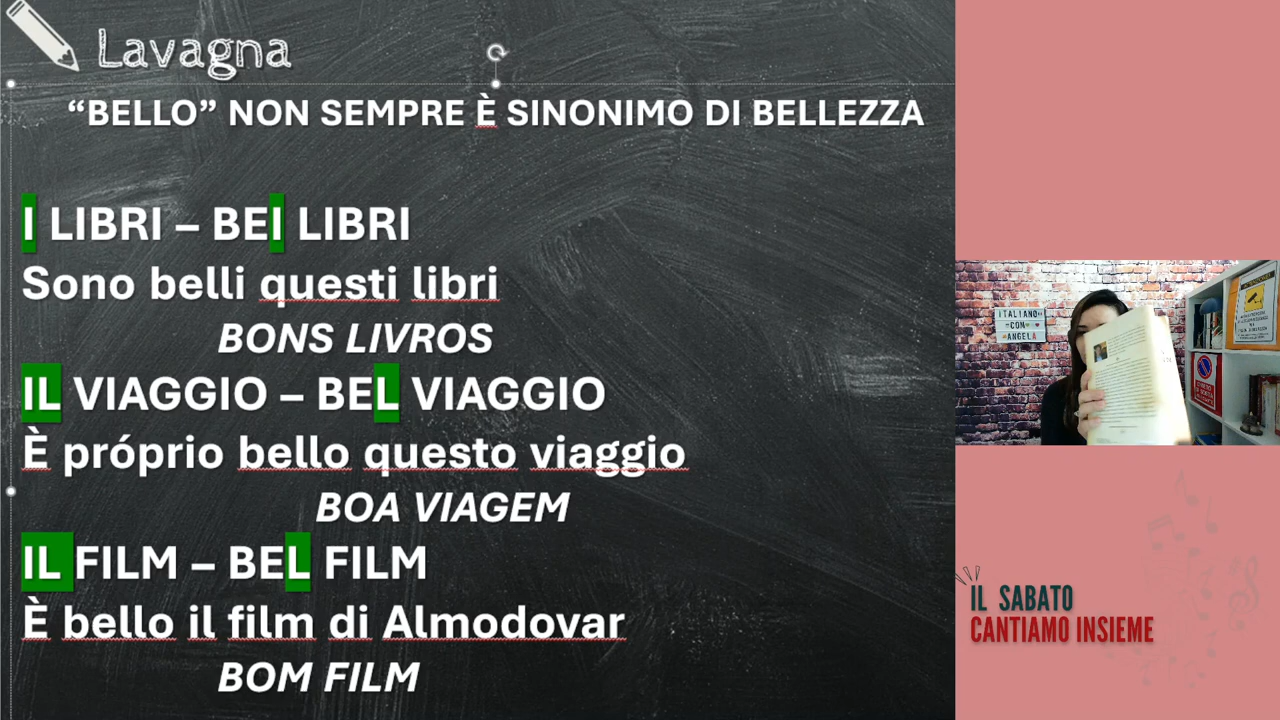 Lavagna
“BELLO” NON SEMPRE È SINONIMO DI BELLEZZA
I LIBRI – BEI LIBRI
Sono belli questi libri
BONS LIVROS
IL VIAGGIO – BEL VIAGGIO
È próprio bello questo viaggio
BOA VIAGEM
IL FILM – BEL FILM
È bello il film di Almodovar
BOM FILM
ITALIANO
CON
ANGELA
IL SABATO
CANTIAMO INSIEME